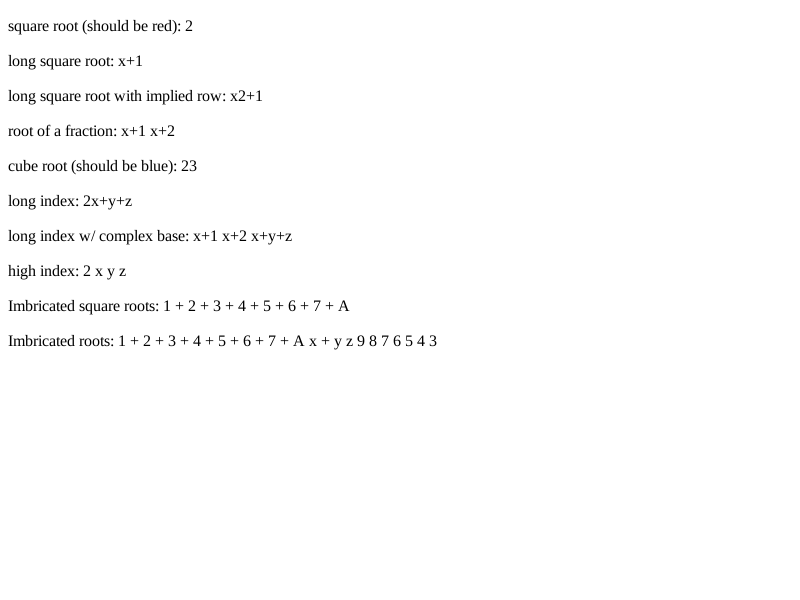 square root (should be red): 2
long square root: x+1
long square root with implied row: x2+1
root of a fraction: x+1 x+2
cube root (should be blue): 23
long index: 2x+y+z
long index w/ complex base: x+1 x+2 x+y+z
high index: 2 x y z
Imbricated square roots: 1 + 2 + 3 + 4 + 5 + 6 + 7 + A
Imbricated roots: 1 + 2 + 3 + 4 + 5 + 6 + 7 + A x + y z 9 8 7 6 5 4 3